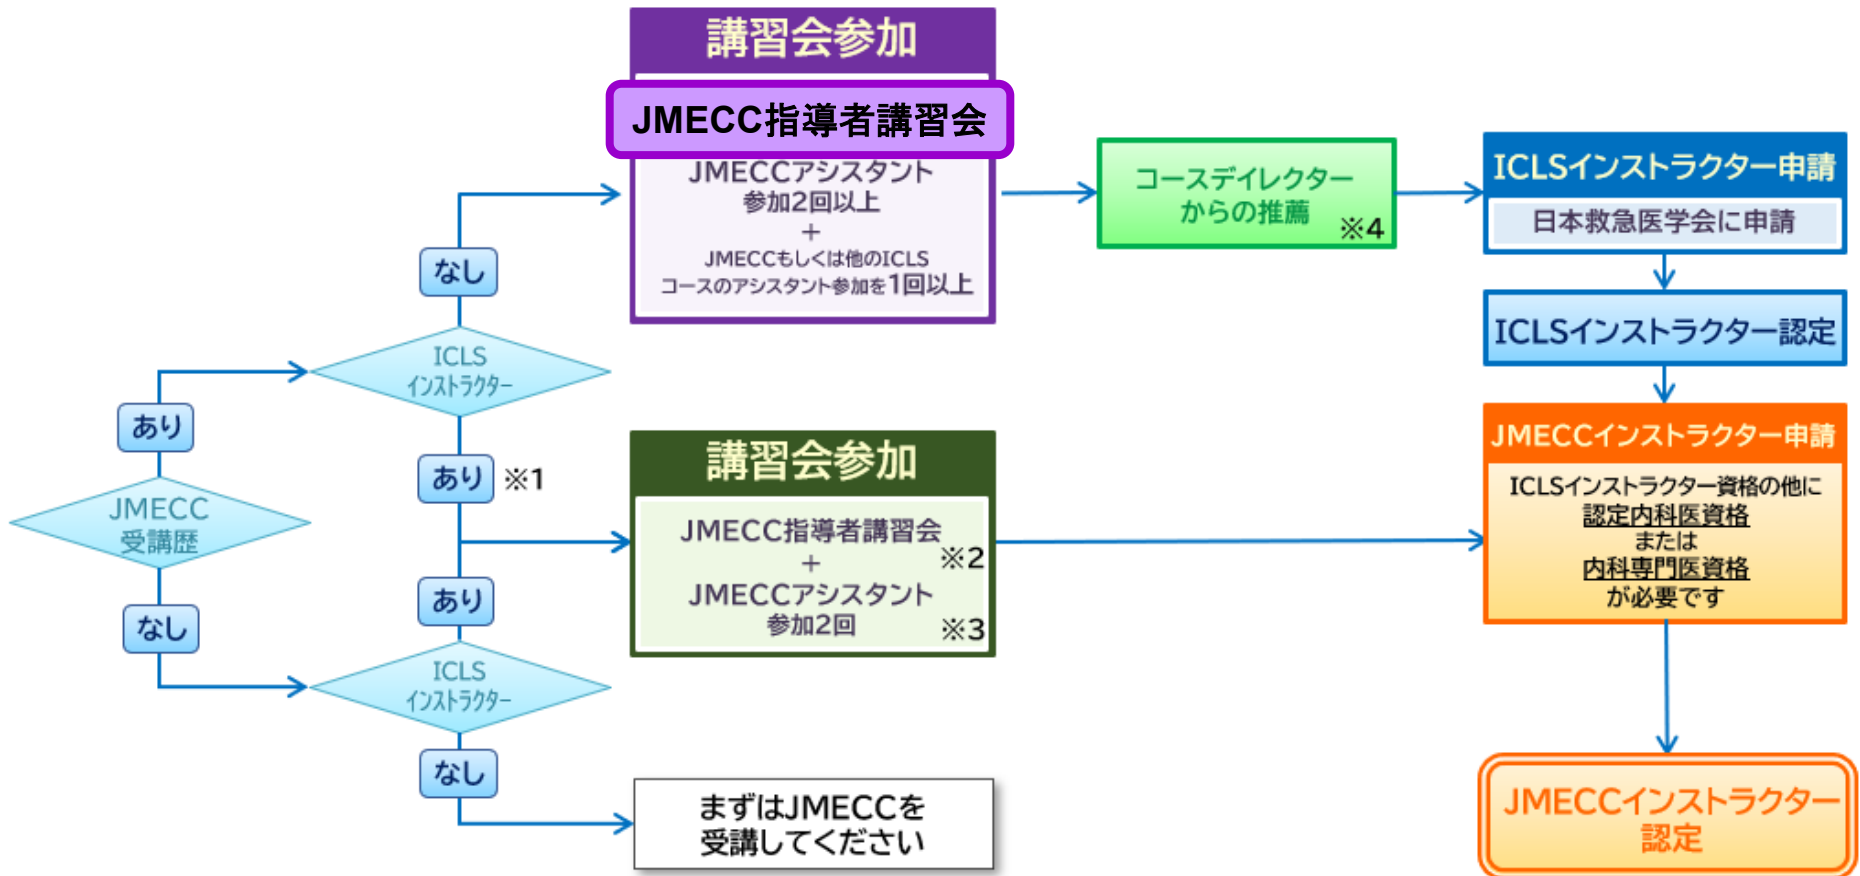 講習会参加
JMECC指導者講習会
JMECCアシスタント
参加2回以上
+
JMECCもしくは他のICLS
コースのアシスタント参加を1回以上
コースデイレクター
からの推薦
※4
ICLSインストラクター申請
日本救急医学会に申請
ICLSインストラクター認定
なし
ICLS
インストラクター
あり
あり ※1
JMECC
受講歴
なし
あり
ICLS
インストラクター
なし
講習会参加
JMECC指導者講習会
※2
+
JMECCアシスタント
参加2回
※3
まずはJMECCを
受講してください
JMECCインストラクター申請
ICLSインストラクター資格の他に
認定内科医資格
または
内科専門医資格
が必要です
JMECCインストラクター
認定